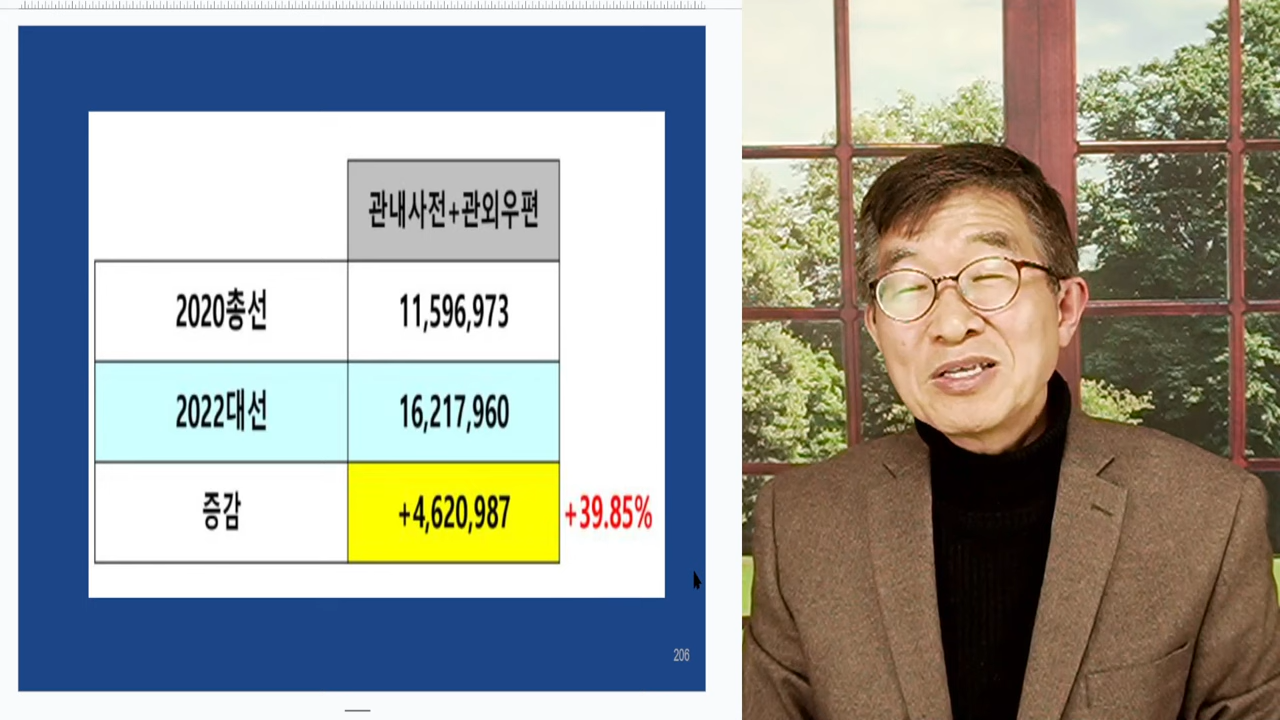 관내사전+관외우편
2020총선 11,596,973
2022대선 16,217,960
증감 +4,620,987 +39.85%
206